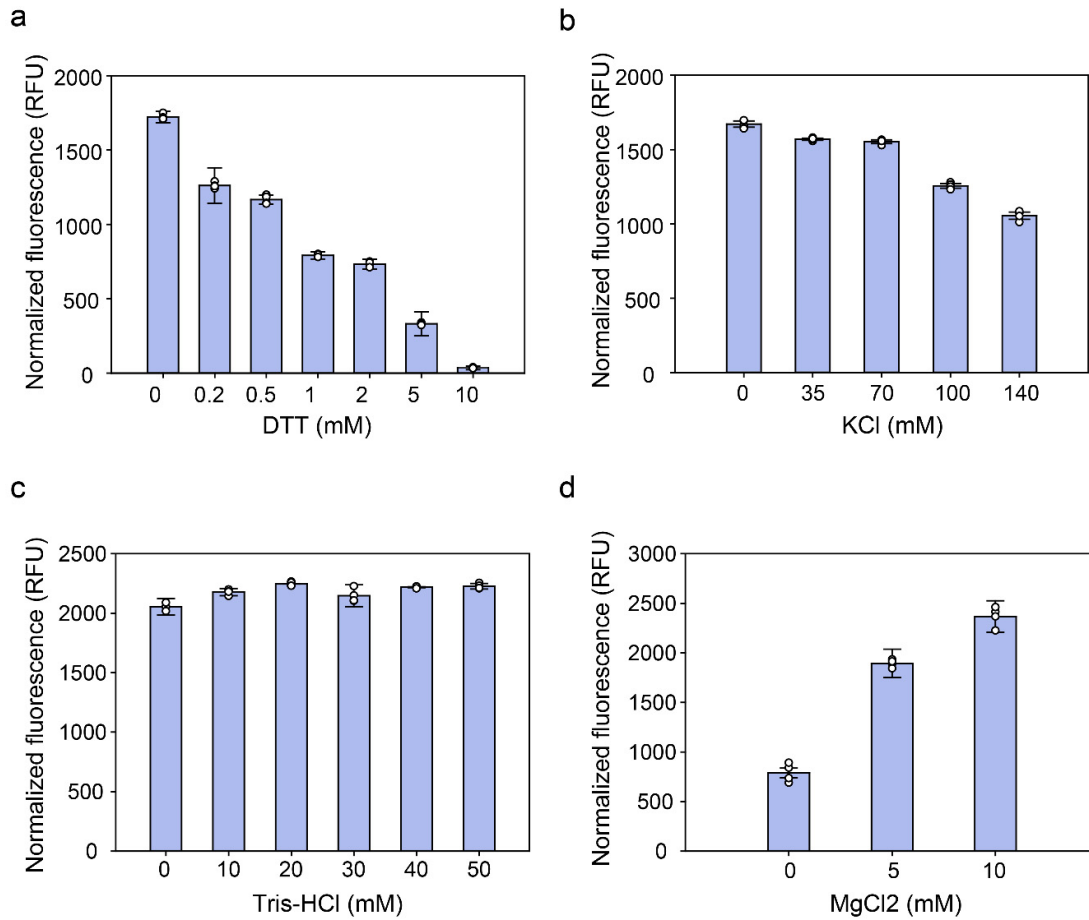 a
Normalized fluorescence (RFU)
2000
1500
1000
500
0
0 0.2 0.5 1 2 5 10
DTT (mM)
b
Normalized fluorescence (RFU)
2000
1500
1000
500
0
0 35 70 100 140
KCl (mM)
c
Normalized fluorescence (RFU)
2500
2000
1500
1000
500
0
0 10 20 30 40 50
Tris-HCl (mM)
d
Normalized fluorescence (RFU)
3000
2500
2000
1500
1000
500
0
0 5 10
MgCl2 (mM)